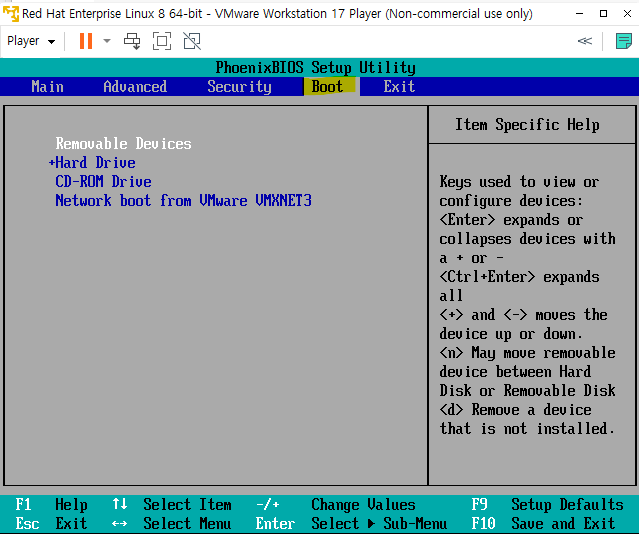 Red Hat Enterprise Linux 8 64-bit - VMware Workstation 17 Player (Non-commercial use only)
Player
PhoenixBIOS Setup Utility
Main Advanced Security Boot Exit
Removable Devices
+Hard Drive
CD-ROM Drive
Network boot from VMware VMXNET3
Item Specific Help
Keys used to view or
configure devices:
<Enter> expands or
collapses devices with
a + or -
<Ctrl+Enter> expands
all
<+> and <-> moves the
device up or down.
<n> May move removable
device between Hard
Disk or Removable Disk
<d> Remove a device
that is not installed.
F1 Help ↑↓ Select Item -/+ Change Values F9 Setup Defaults
Esc Exit ↔ Select Menu Enter Select ▶ Sub-Menu F10 Save and Exit